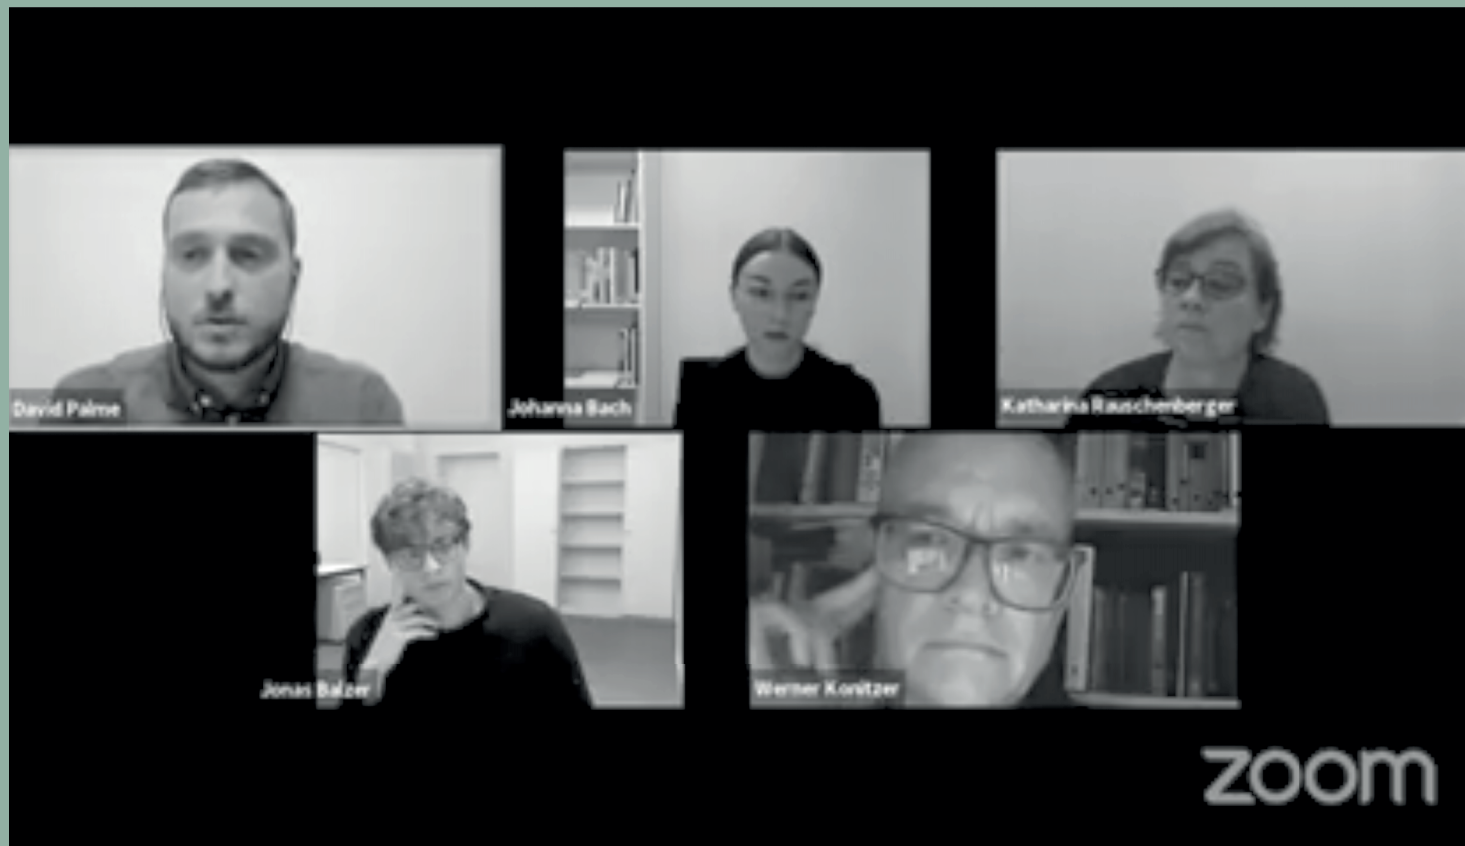 David Palme
Johanna Bach
Katharina Rauschenberger
Jonas Balzer
Werner Konitzer
zoom